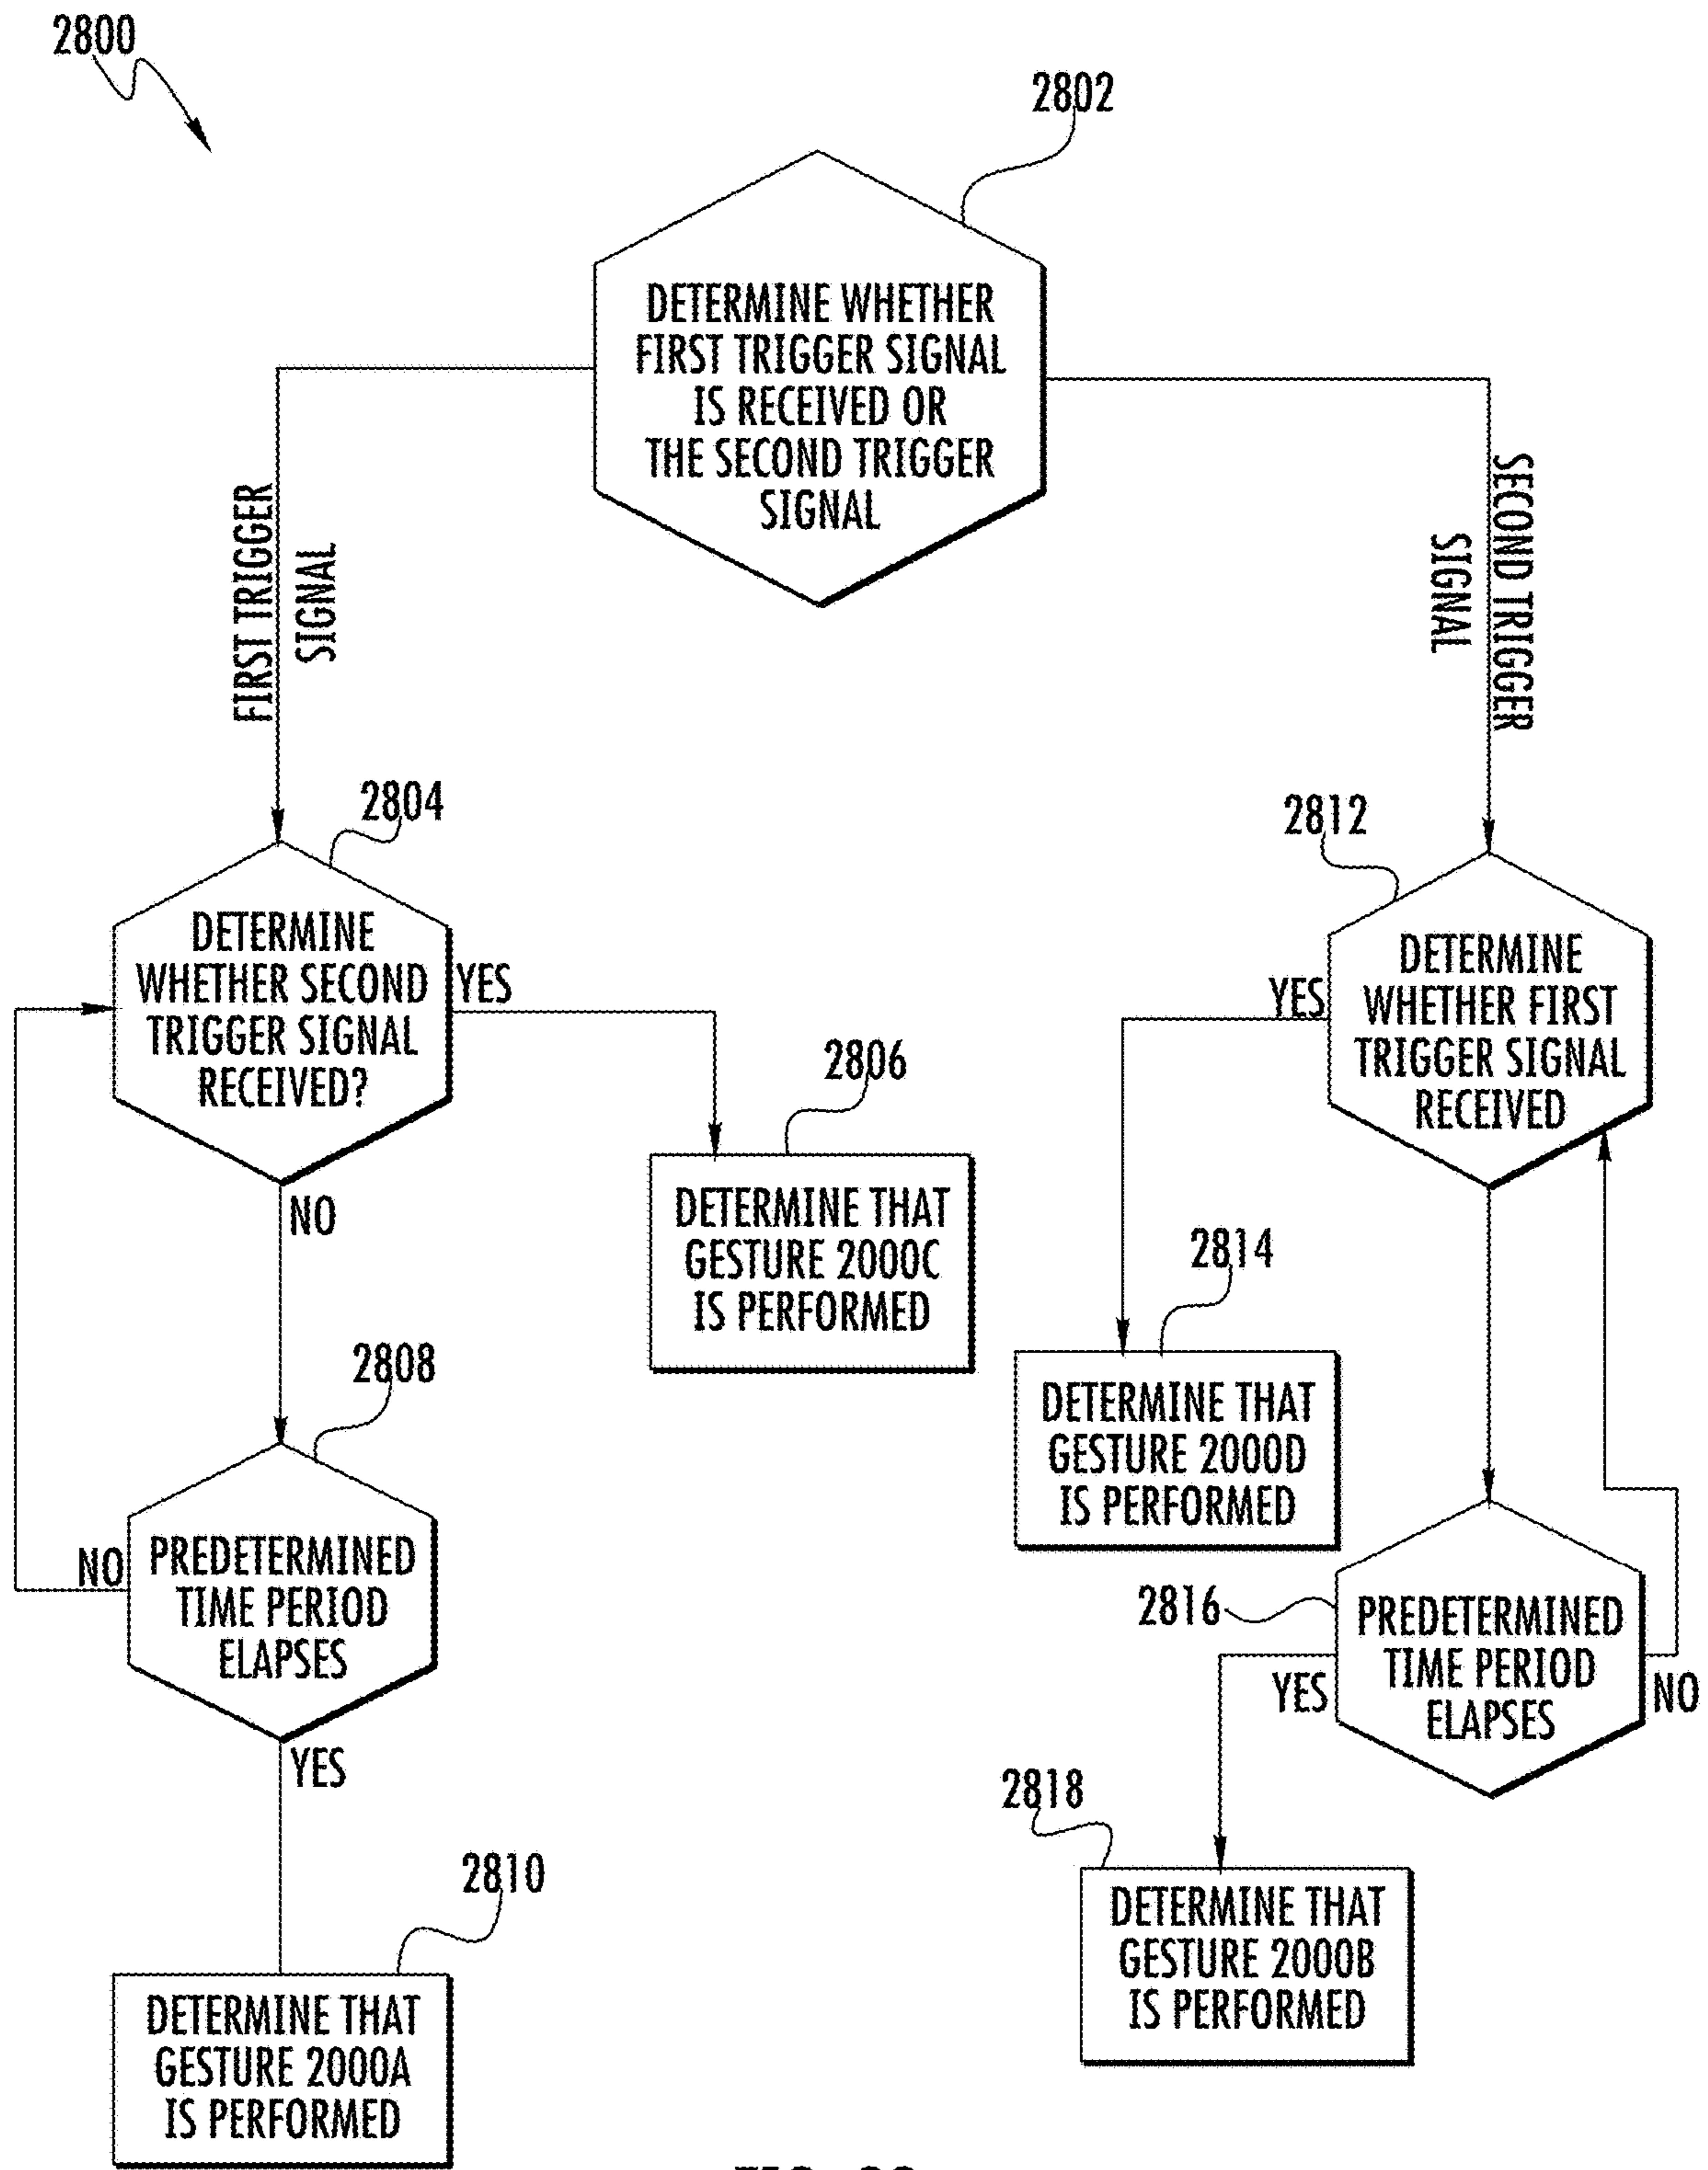 2800
2802
DETERMINE WHETHER
FIRST TRIGGER SIGNAL
IS RECEIVED OR
THE SECOND TRIGGER
SIGNAL
FIRST TRIGGER
SIGNAL
SECOND TRIGGER
SIGNAL
2804
DETERMINE
WHETHER SECOND
TRIGGER SIGNAL
RECEIVED?
YES
NO
2806
DETERMINE THAT
GESTURE 2000C
IS PERFORMED
2812
DETERMINE
WHETHER FIRST
TRIGGER SIGNAL
RECEIVED
YES
2814
DETERMINE THAT
GESTURE 2000D
IS PERFORMED
2808
PREDETERMINED
TIME PERIOD
ELAPSES
NO
YES
2816
PREDETERMINED
TIME PERIOD
ELAPSES
YES
NO
2810
DETERMINE THAT
GESTURE 2000A
IS PERFORMED
2818
DETERMINE THAT
GESTURE 2000B
IS PERFORMED